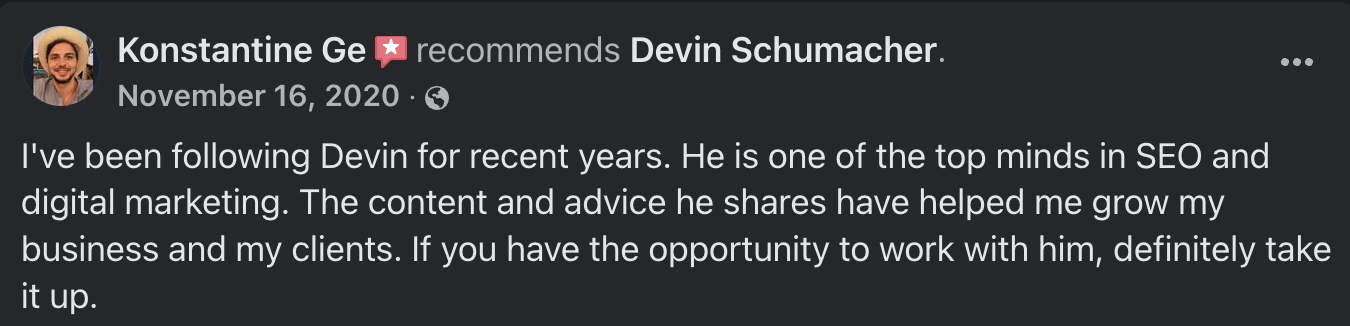 Konstantine Ge recommends Devin Schumacher.
November 16, 2020 ·
I've been following Devin for recent years. He is one of the top minds in SEO and
digital marketing. The content and advice he shares have helped me grow my
business and my clients. If you have the opportunity to work with him, definitely take
it up.